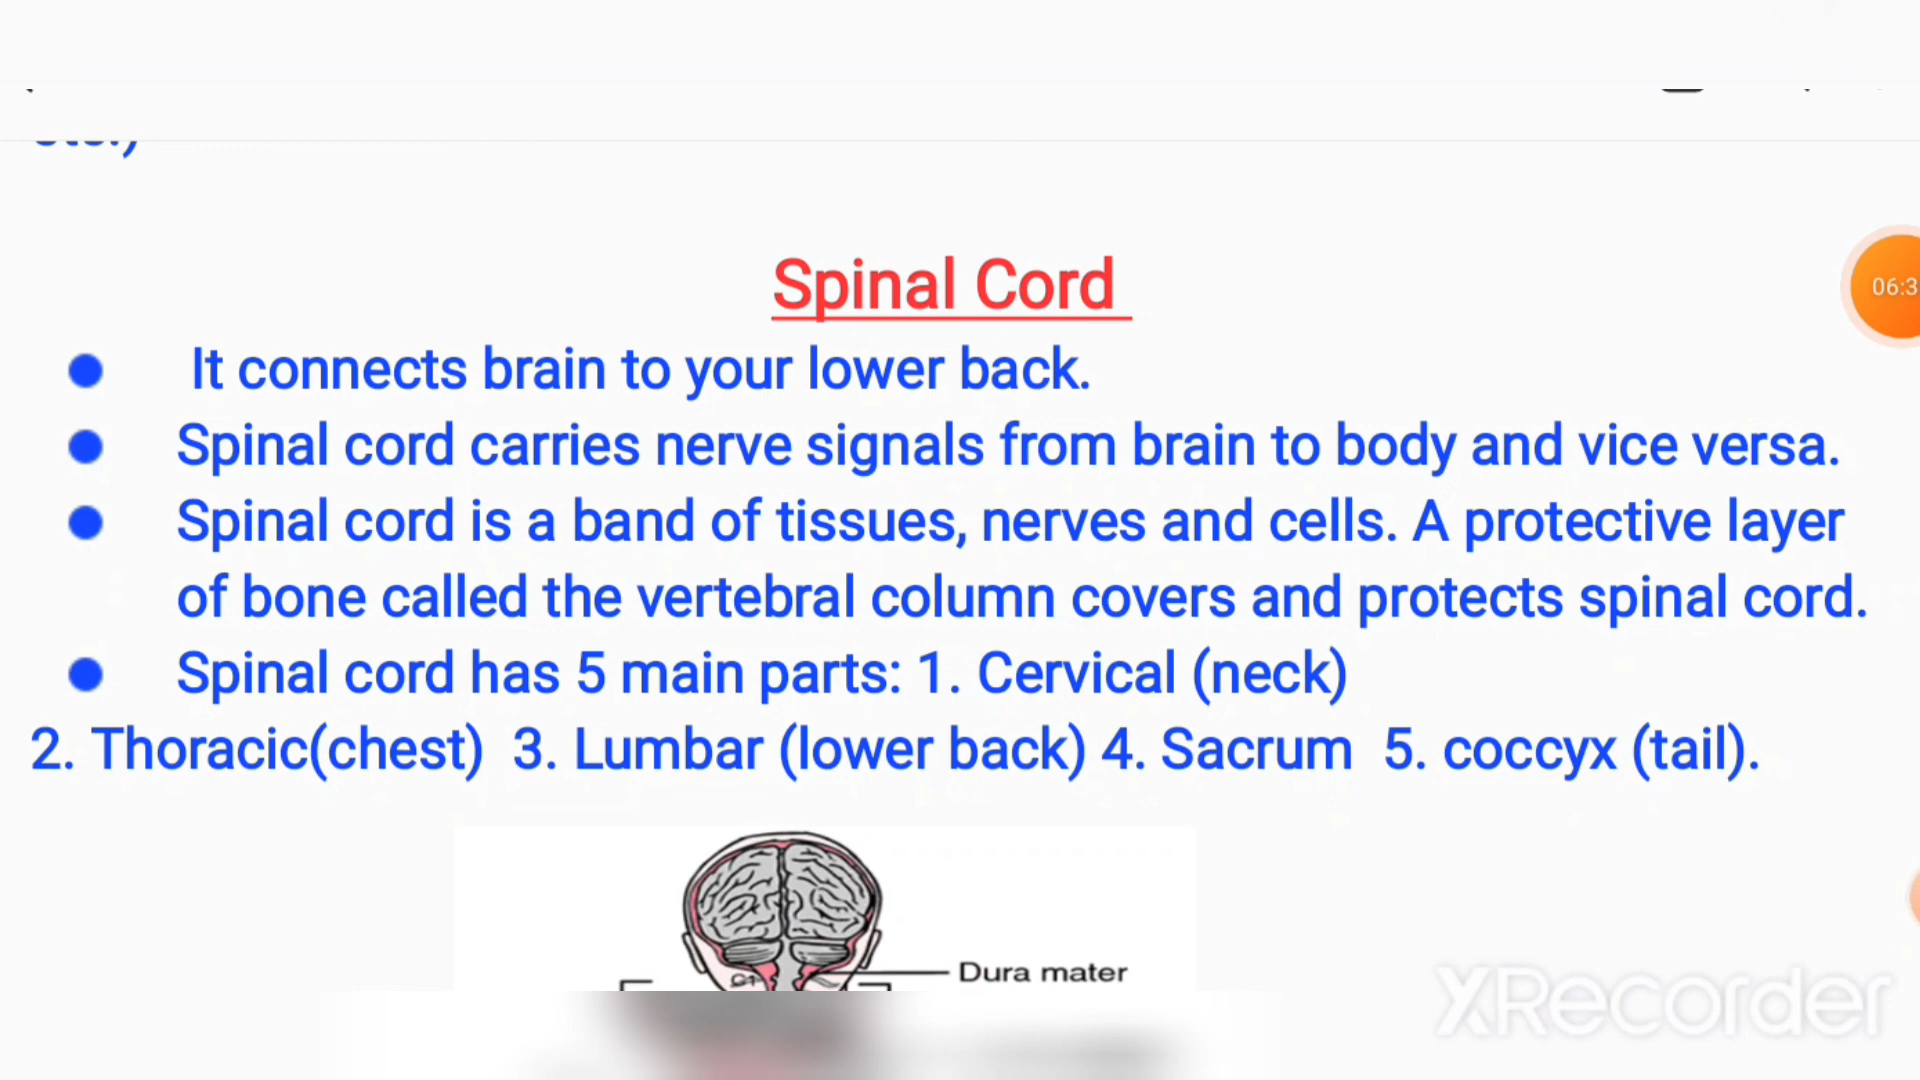 06:3
Spinal Cord
It connects brain to your lower back.
Spinal cord carries nerve signals from brain to body and vice versa.
Spinal cord is a band of tissues, nerves and cells. A protective layer
of bone called the vertebral column covers and protects spinal cord.
Spinal cord has 5 main parts: 1. Cervical (neck)
2. Thoracic(chest) 3. Lumbar (lower back) 4. Sacrum 5. coccyx (tail).
C1
Dura mater
XRecorder